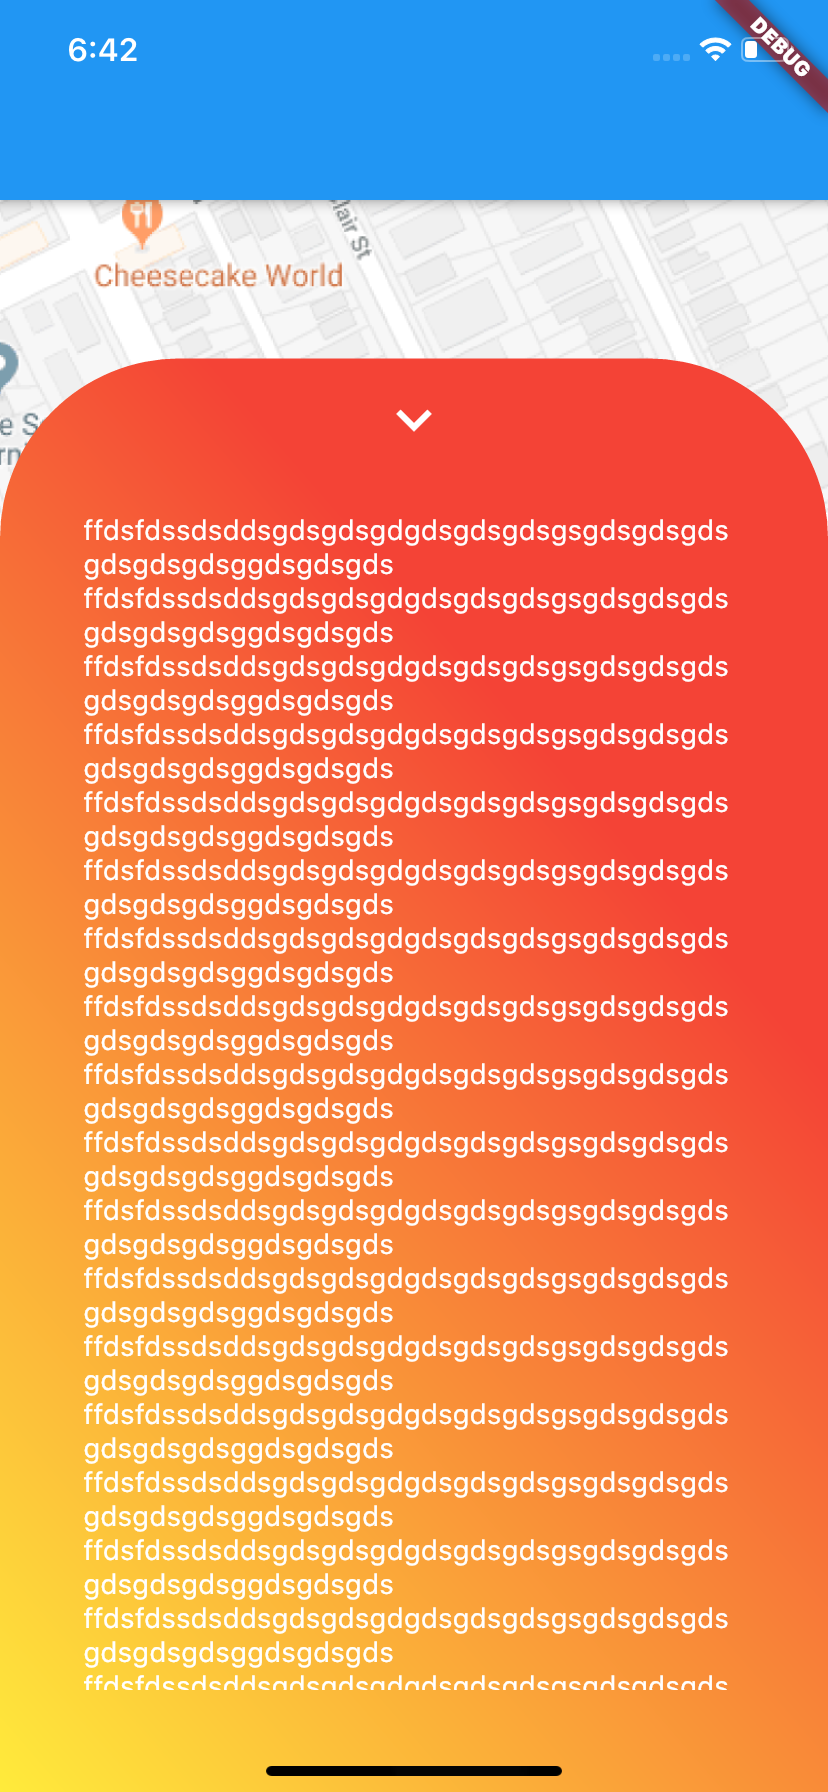 6:42
DEBUG
lair St
Cheesecake World
e S
rn
ffdsfdssdsddsgdsgdsgdgdsgdsgdsgsgdsgdsgds
gdsgdsgdsggdsgdsgds
ffdsfdssdsddsgdsgdsgdgdsgdsgdsgsgdsgdsgds
gdsgdsgdsggdsgdsgds
ffdsfdssdsddsgdsgdsgdgdsgdsgdsgsgdsgdsgds
gdsgdsgdsggdsgdsgds
ffdsfdssdsddsgdsgdsgdgdsgdsgdsgsgdsgdsgds
gdsgdsgdsggdsgdsgds
ffdsfdssdsddsgdsgdsgdgdsgdsgdsgsgdsgdsgds
gdsgdsgdsggdsgdsgds
ffdsfdssdsddsgdsgdsgdgdsgdsgdsgsgdsgdsgds
gdsgdsgdsggdsgdsgds
ffdsfdssdsddsgdsgdsgdgdsgdsgdsgsgdsgdsgds
gdsgdsgdsggdsgdsgds
ffdsfdssdsddsgdsgdsgdgdsgdsgdsgsgdsgdsgds
gdsgdsgdsggdsgdsgds
ffdsfdssdsddsgdsgdsgdgdsgdsgdsgsgdsgdsgds
gdsgdsgdsggdsgdsgds
ffdsfdssdsddsgdsgdsgdgdsgdsgdsgsgdsgdsgds
gdsgdsgdsggdsgdsgds
ffdsfdssdsddsgdsgdsgdgdsgdsgdsgsgdsgdsgds
gdsgdsgdsggdsgdsgds
ffdsfdssdsddsgdsgdsgdgdsgdsgdsgsgdsgdsgds
gdsgdsgdsggdsgdsgds
ffdsfdssdsddsgdsgdsgdgdsgdsgdsgsgdsgdsgds
gdsgdsgdsggdsgdsgds
ffdsfdssdsddsgdsgdsgdgdsgdsgdsgsgdsgdsgds
gdsgdsgdsggdsgdsgds
ffdsfdssdsddsgdsgdsgdgdsgdsgdsgsgdsgdsgds
gdsgdsgdsggdsgdsgds
ffdsfdssdsddsgdsgdsgdgdsgdsgdsgsgdsgdsgds
gdsgdsgdsggdsgdsgds
ffdsfdssdsddsgdsgdsgdgdsgdsgdsgsgdsgdsgds
gdsgdsgdsggdsgdsgds
ffdsfdssdsddsgdsgdsgdgdsgdsgdsgsgdsgdsgds